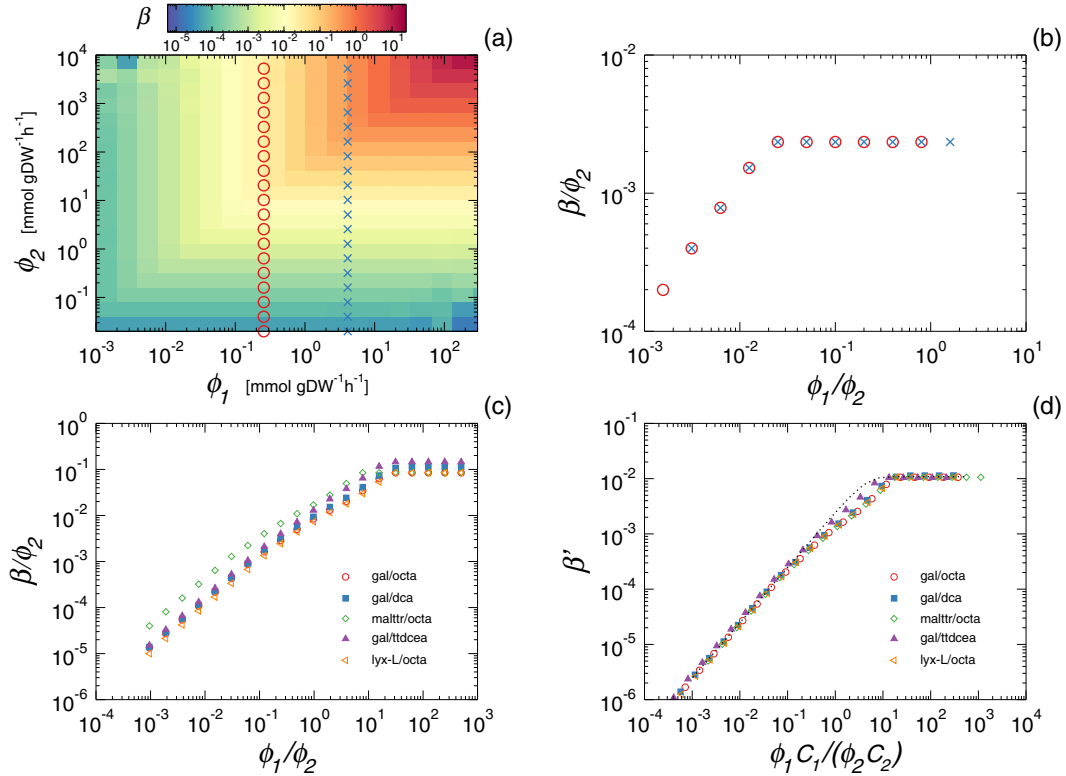 β
10⁻⁵ 10⁻⁴ 10⁻³ 10⁻² 10⁻¹ 10⁰ 10¹
(a)
10⁴
10³
10²
10¹
10⁰
10⁻¹
ϕ₂ [mmol gDW⁻¹h⁻¹]
10⁻³ 10⁻² 10⁻¹ 10⁰ 10¹ 10²
ϕ₁ [mmol gDW⁻¹h⁻¹]
(b)
10⁻²
10⁻³
10⁻⁴
β/ϕ₂
10⁻³ 10⁻² 10⁻¹ 10⁰ 10¹
ϕ₁/ϕ₂
(c)
10⁰
10⁻¹
10⁻²
10⁻³
10⁻⁴
10⁻⁵
10⁻⁶
β/ϕ₂
gal/octa
gal/dca
malttr/octa
gal/ttdcea
lyx-L/octa
10⁻⁴ 10⁻³ 10⁻² 10⁻¹ 10⁰ 10¹ 10² 10³
ϕ₁/ϕ₂
(d)
10⁻¹
10⁻²
10⁻³
10⁻⁴
10⁻⁵
10⁻⁶
β'
gal/octa
gal/dca
malttr/octa
gal/ttdcea
lyx-L/octa
10⁻⁴ 10⁻³ 10⁻² 10⁻¹ 10⁰ 10¹ 10² 10³ 10⁴
ϕ₁C₁/(ϕ₂C₂)